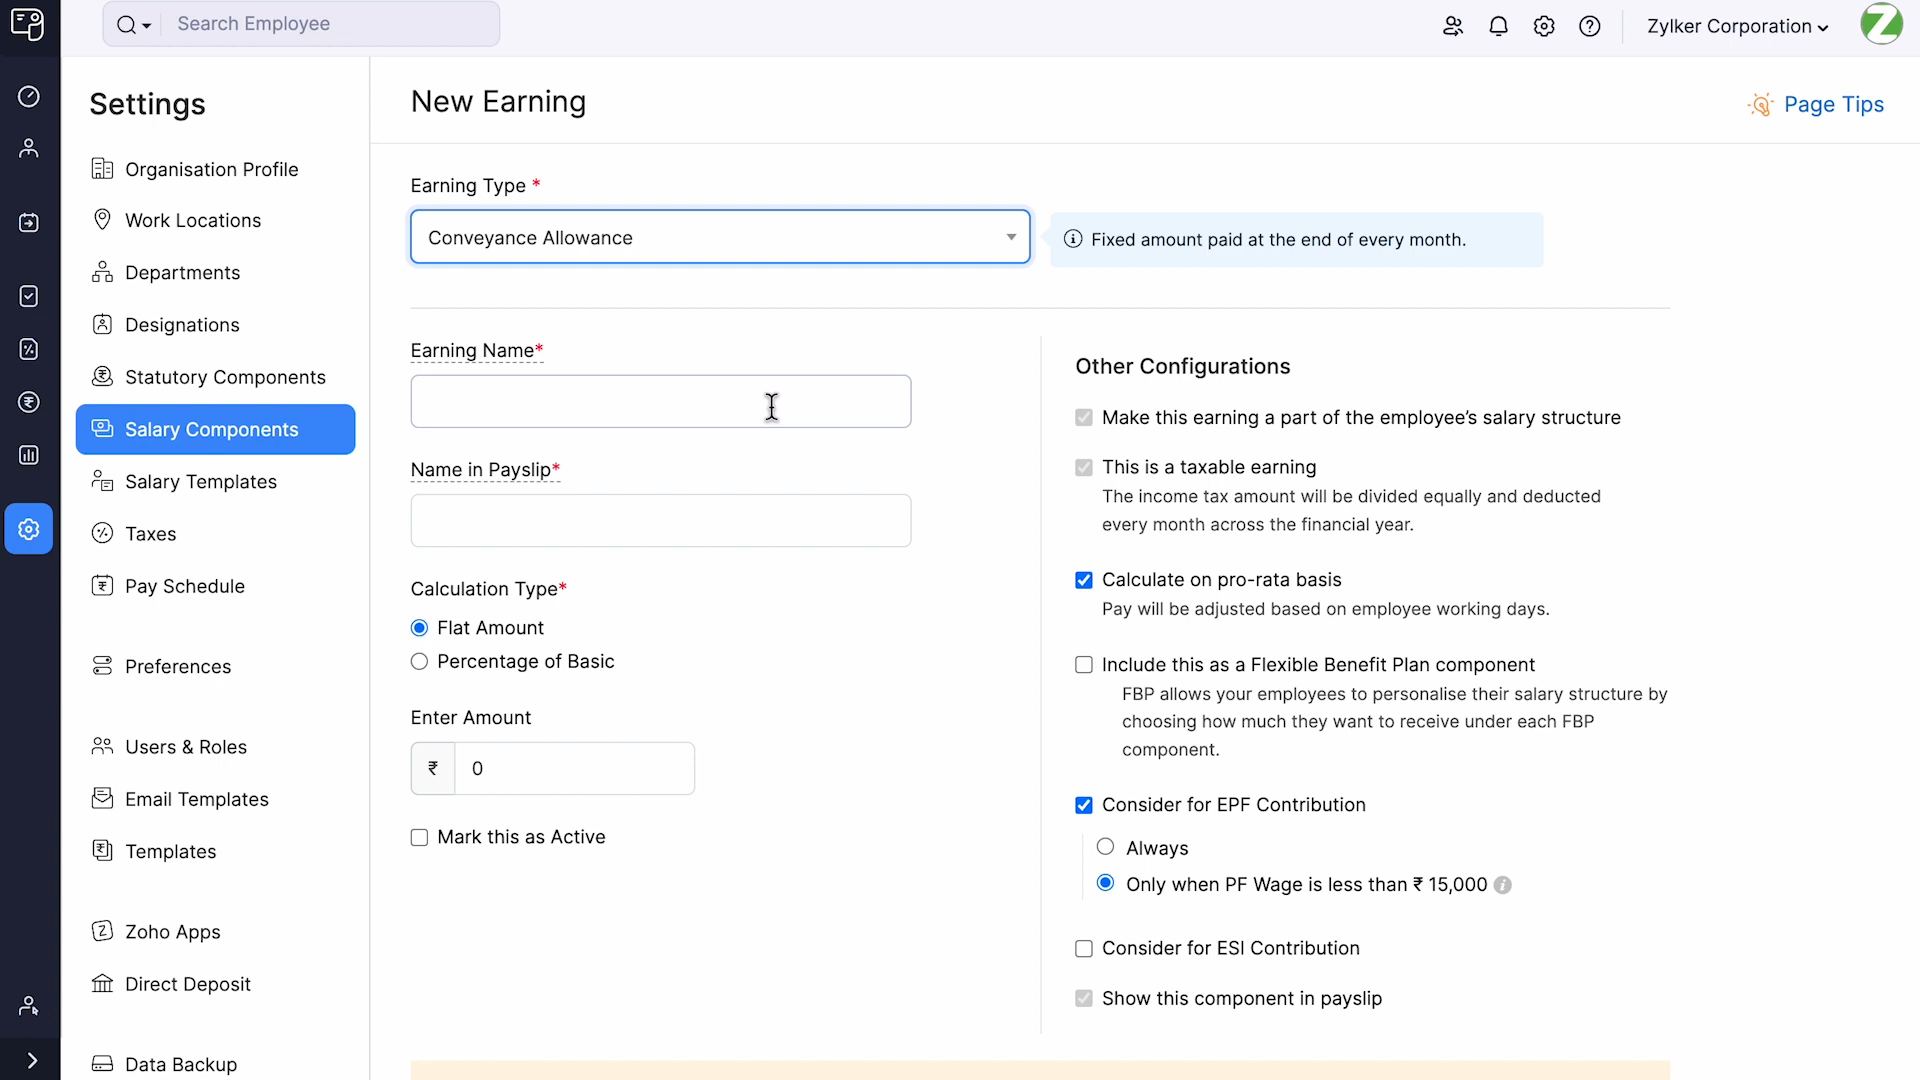 Search Employee
Zylker Corporation
Settings
Organisation Profile
Work Locations
Departments
Designations
Statutory Components
Salary Components
Salary Templates
Taxes
Pay Schedule
Preferences
Users & Roles
Email Templates
Templates
Zoho Apps
Direct Deposit
Data Backup
New Earning
Page Tips
Earning Type *
Conveyance Allowance
Fixed amount paid at the end of every month.
Earning Name*
Name in Payslip*
Calculation Type*
Flat Amount
Percentage of Basic
Enter Amount
₹ 0
Mark this as Active
Other Configurations
Make this earning a part of the employee’s salary structure
This is a taxable earning
The income tax amount will be divided equally and deducted
every month across the financial year.
Calculate on pro-rata basis
Pay will be adjusted based on employee working days.
Include this as a Flexible Benefit Plan component
FBP allows your employees to personalise their salary structure by
choosing how much they want to receive under each FBP
component.
Consider for EPF Contribution
Always
Only when PF Wage is less than ₹ 15,000
Consider for ESI Contribution
Show this component in payslip